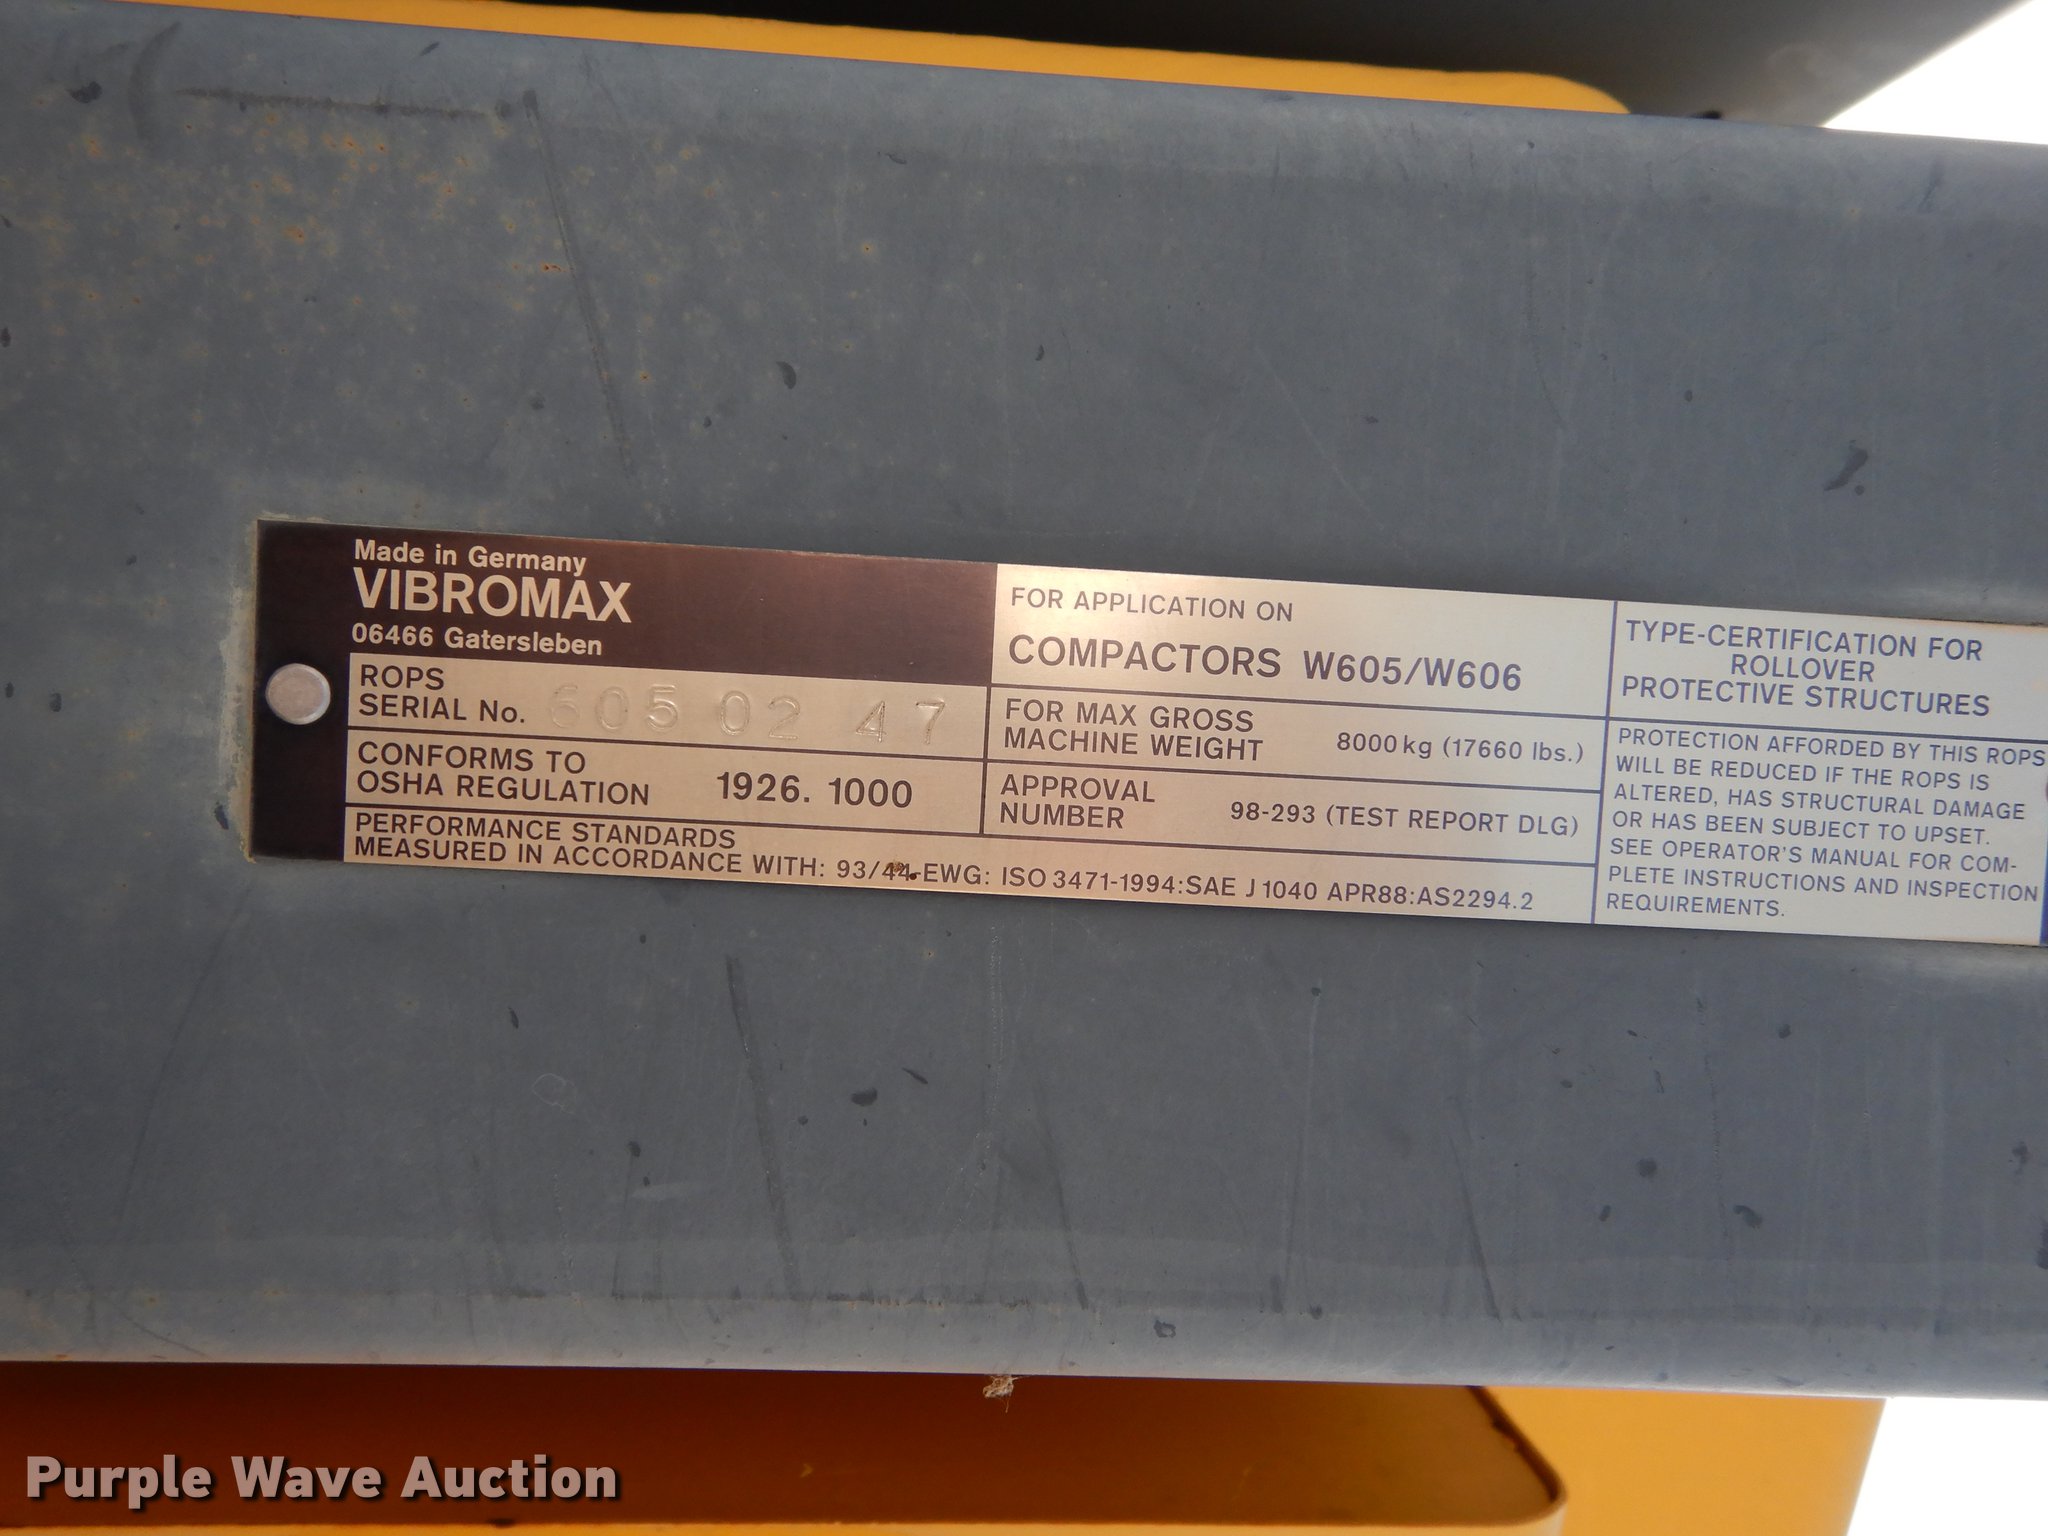 Made in Germany
VIBROMAX
06466 Gatersleben
ROPS
SERIAL No. 605 02 47
CONFORMS TO
OSHA REGULATION 1926. 1000
PERFORMANCE STANDARDS
MEASURED IN ACCORDANCE WITH: 93/44-EWG: ISO 3471-1994:SAE J 1040 APR88:AS2294.2
FOR APPLICATION ON
COMPACTORS W605/W606
FOR MAX GROSS
MACHINE WEIGHT 8000 kg (17660 lbs.)
APPROVAL
NUMBER 98-293 (TEST REPORT DLG)
TYPE-CERTIFICATION FOR
ROLLOVER
PROTECTIVE STRUCTURES
PROTECTION AFFORDED BY THIS ROPS
WILL BE REDUCED IF THE ROPS IS
ALTERED, HAS STRUCTURAL DAMAGE
OR HAS BEEN SUBJECT TO UPSET.
SEE OPERATOR'S MANUAL FOR COM-
PLETE INSTRUCTIONS AND INSPECTION
REQUIREMENTS.
Purple Wave Auction